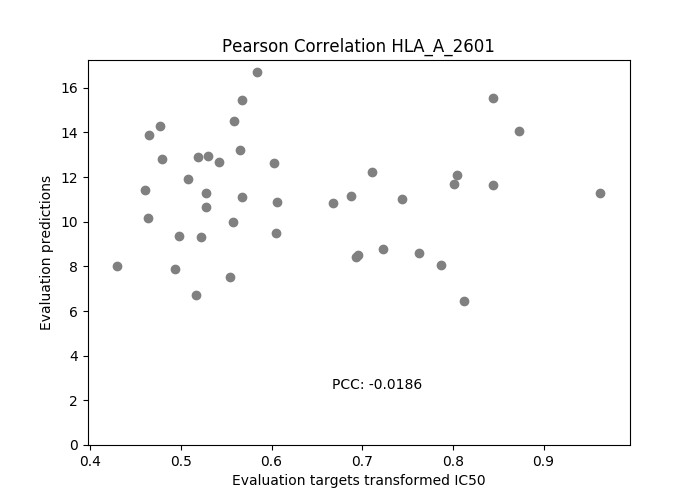 Pearson Correlation HLA_A_2601
16
14
12
10
8
6
4
2
0
Evaluation predictions
PCC: -0.0186
0.4 0.5 0.6 0.7 0.8 0.9
Evaluation targets transformed IC50